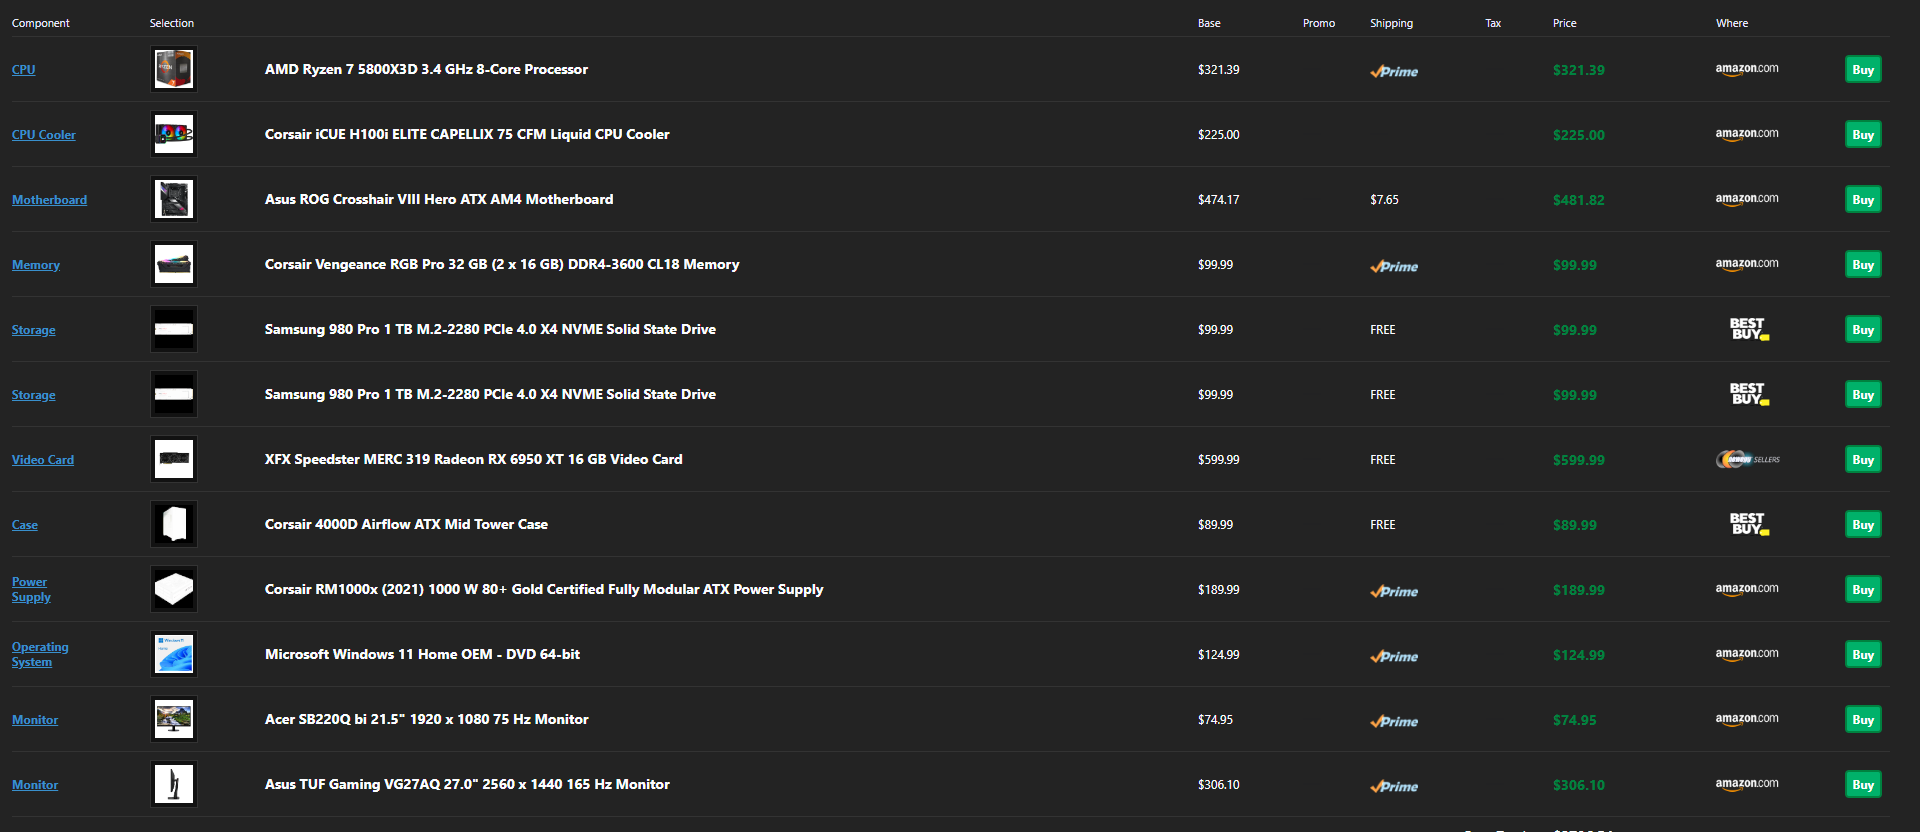 Component Selection Base Promo Shipping Tax Price Where
CPU AMD Ryzen 7 5800X3D 3.4 GHz 8-Core Processor $321.39 Prime $321.39 amazon.com Buy
CPU Cooler Corsair iCUE H100i ELITE CAPELLIX 75 CFM Liquid CPU Cooler $225.00 $225.00 amazon.com Buy
Motherboard Asus ROG Crosshair VIII Hero ATX AM4 Motherboard $474.17 $7.65 $481.82 amazon.com Buy
Memory Corsair Vengeance RGB Pro 32 GB (2 x 16 GB) DDR4-3600 CL18 Memory $99.99 Prime $99.99 amazon.com Buy
Storage Samsung 980 Pro 1 TB M.2-2280 PCIe 4.0 X4 NVME Solid State Drive $99.99 FREE $99.99 BEST BUY Buy
Storage Samsung 980 Pro 1 TB M.2-2280 PCIe 4.0 X4 NVME Solid State Drive $99.99 FREE $99.99 BEST BUY Buy
Video Card XFX Speedster MERC 319 Radeon RX 6950 XT 16 GB Video Card $599.99 FREE $599.99 newegg SELLERS Buy
Case Corsair 4000D Airflow ATX Mid Tower Case $89.99 FREE $89.99 BEST BUY Buy
Power Supply Corsair RM1000x (2021) 1000 W 80+ Gold Certified Fully Modular ATX Power Supply $189.99 Prime $189.99 amazon.com Buy
Operating System Microsoft Windows 11 Home OEM - DVD 64-bit $124.99 Prime $124.99 amazon.com Buy
Monitor Acer SB220Q bi 21.5" 1920 x 1080 75 Hz Monitor $74.95 Prime $74.95 amazon.com Buy
Monitor Asus TUF Gaming VG27AQ 27.0" 2560 x 1440 165 Hz Monitor $306.10 Prime $306.10 amazon.com Buy